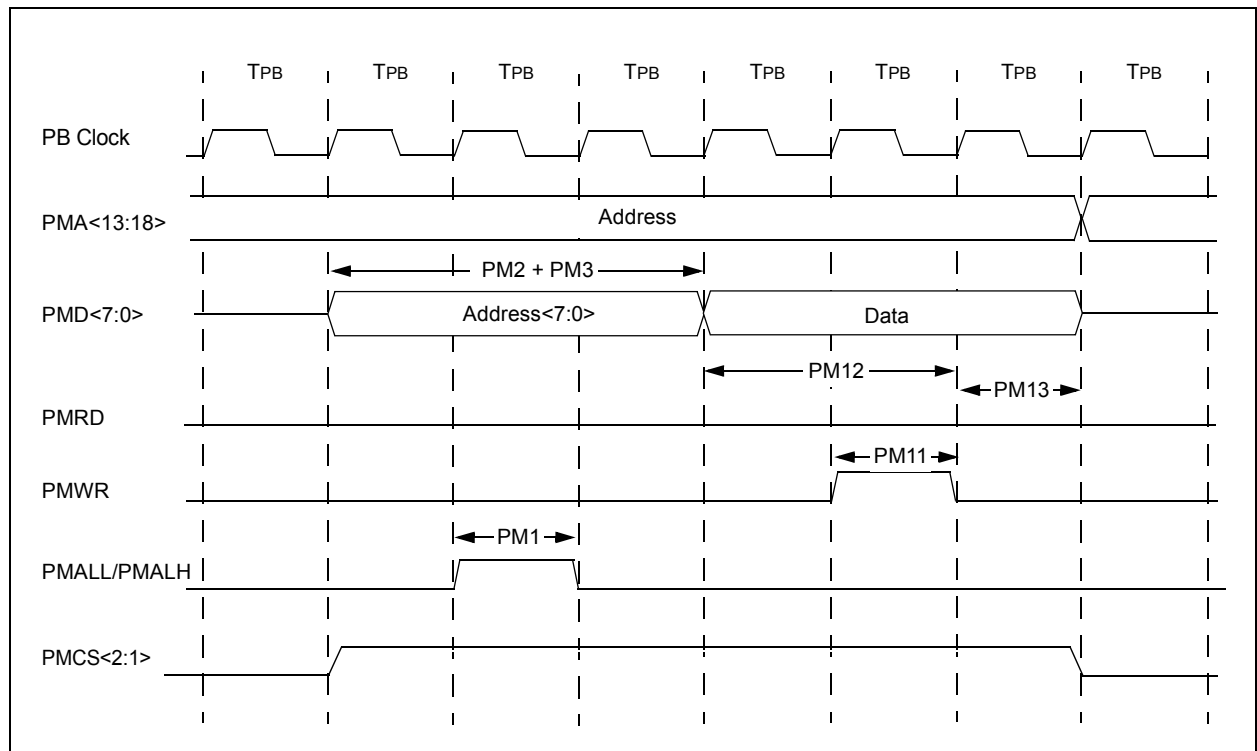 TPB TPB TPB TPB TPB TPB TPB TPB
PB Clock
PMA<13:18>
Address
PM2 + PM3
PMD<7:0>
Address<7:0>
Data
PM12
PM13
PMRD
PM11
PMWR
PM1
PMALL/PMALH
PMCS<2:1>